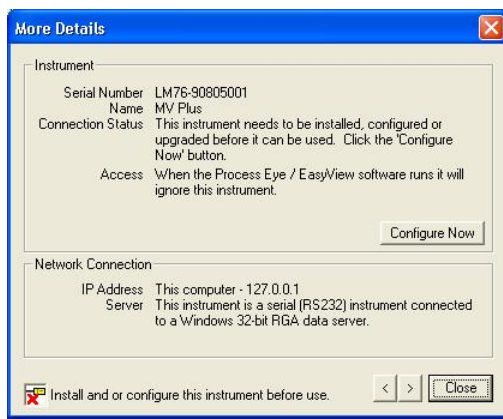 More Details
Instrument
Serial Number LM76-90805001
Name MV Plus
Connection Status This instrument needs to be installed, configured or
upgraded before it can be used. Click the 'Configure
Now' button.
Access When the Process Eye / EasyView software runs it will
ignore this instrument.
Configure Now
Network Connection
IP Address This computer - 127.0.0.1
Server This instrument is a serial (RS232) instrument connected
to a Windows 32-bit RGA data server.
Install and or configure this instrument before use.
< > Close